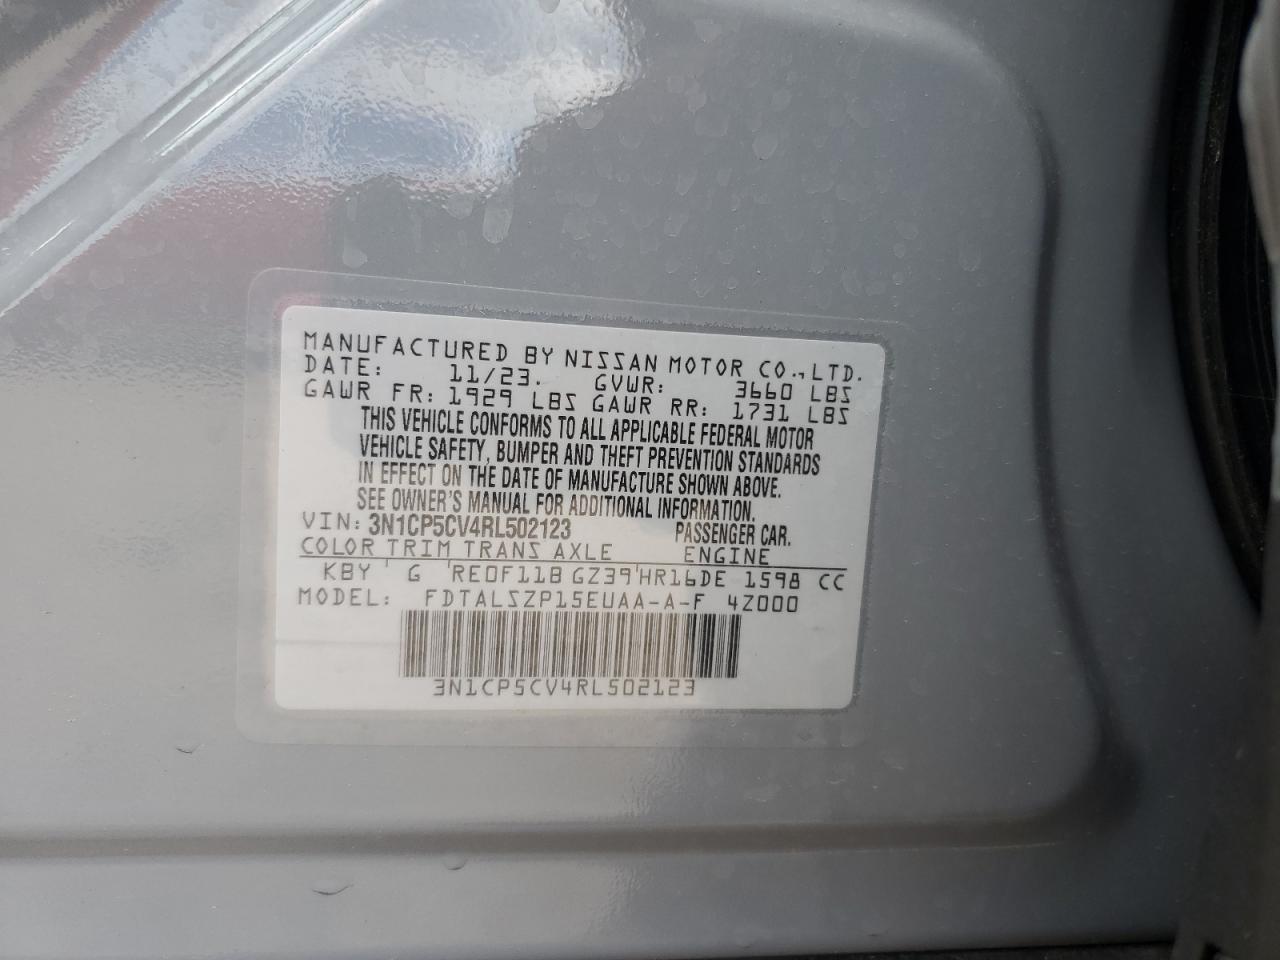 MANUFACTURED BY NISSAN MOTOR CO., LTD.
DATE: 11/23. GVWR: 3660 LBS
GAWR FR: 1929 LBS GAWR RR: 1731 LBS
THIS VEHICLE CONFORMS TO ALL APPLICABLE FEDERAL MOTOR
VEHICLE SAFETY, BUMPER AND THEFT PREVENTION STANDARDS
IN EFFECT ON THE DATE OF MANUFACTURE SHOWN ABOVE.
SEE OWNER'S MANUAL FOR ADDITIONAL INFORMATION.
VIN: 3N1CP5CV4RL502123 PASSENGER CAR.
COLOR TRIM TRANS AXLE ENGINE
KBY G RE0F11B GZ39 HR16DE 1598 CC
MODEL: FDTALSZP15EUAA-A-F 4Z000
3N1CP5CV4RL502123